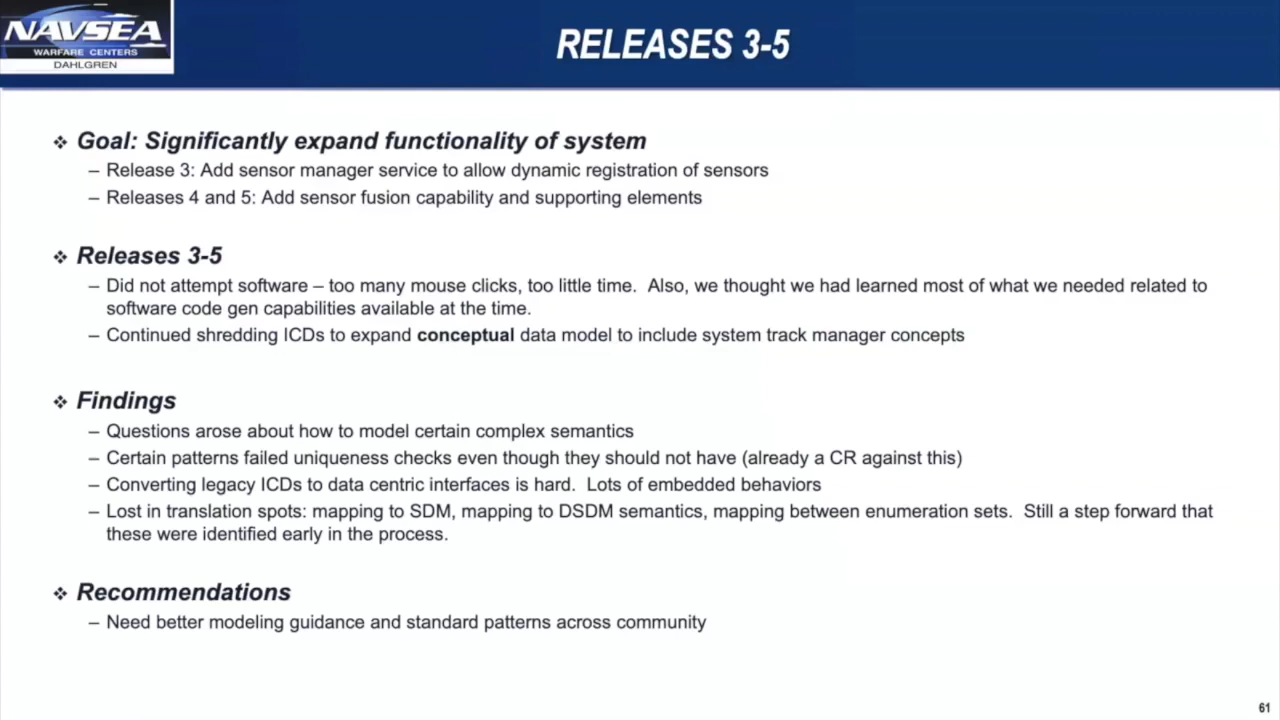 NAVSEA
WARFARE CENTERS
DAHLGREN
RELEASES 3-5
❖ Goal: Significantly expand functionality of system
– Release 3: Add sensor manager service to allow dynamic registration of sensors
– Releases 4 and 5: Add sensor fusion capability and supporting elements
❖ Releases 3-5
– Did not attempt software – too many mouse clicks, too little time.  Also, we thought we had learned most of what we needed related to
software code gen capabilities available at the time.
– Continued shredding ICDs to expand conceptual data model to include system track manager concepts
❖ Findings
– Questions arose about how to model certain complex semantics
– Certain patterns failed uniqueness checks even though they should not have (already a CR against this)
– Converting legacy ICDs to data centric interfaces is hard.  Lots of embedded behaviors
– Lost in translation spots: mapping to SDM, mapping to DSDM semantics, mapping between enumeration sets.  Still a step forward that
these were identified early in the process.
❖ Recommendations
– Need better modeling guidance and standard patterns across community
61